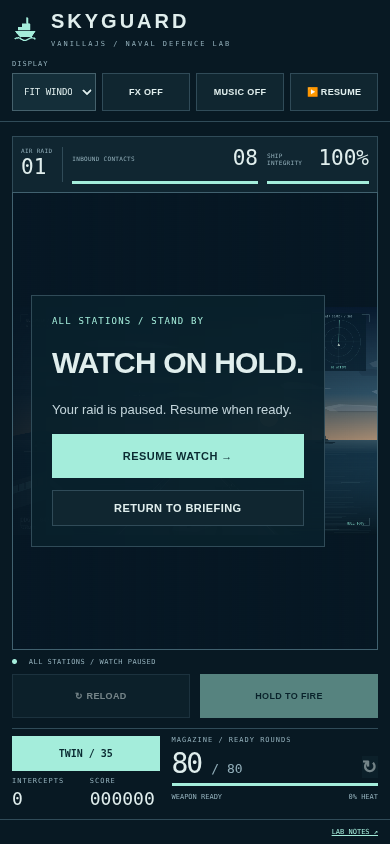 SKYGUARD
VANILLAJS / NAVAL DEFENCE LAB
DISPLAY
FIT WINDO
FX OFF
MUSIC OFF
▶️ RESUME
AIR RAID
01
INBOUND CONTACTS
08
SHIP
INTEGRITY
100%
ALL STATIONS / STAND BY
WATCH ON HOLD.
Your raid is paused. Resume when ready.
RESUME WATCH →
RETURN TO BRIEFING
ALL STATIONS / WATCH PAUSED
↻ RELOAD
HOLD TO FIRE
TWIN / 35
MAGAZINE / READY ROUNDS
80 / 80
↻
INTERCEPTS
SCORE
0
000000
WEAPON READY
0% HEAT
LAB NOTES ↗